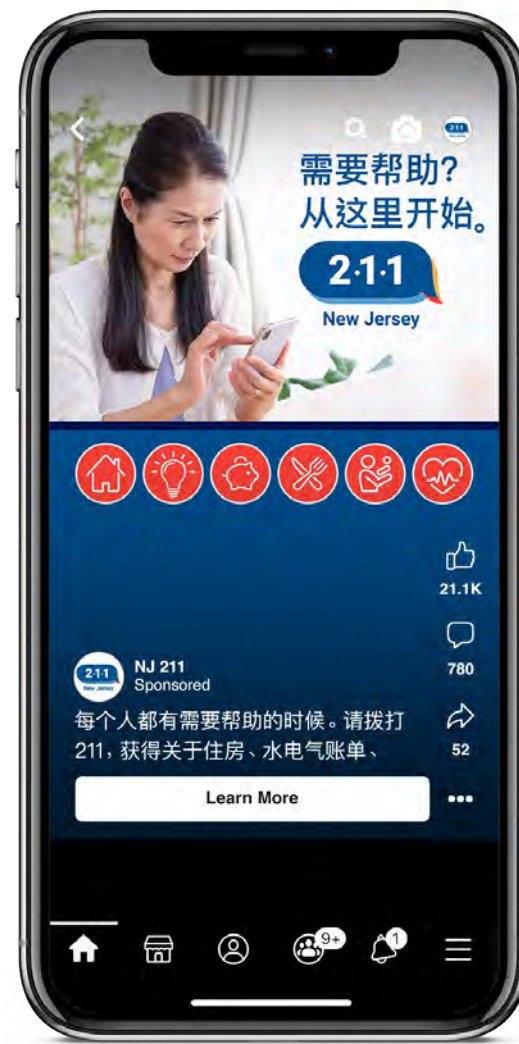 211
需要帮助？
从这里开始。
2·1·1
New Jersey
21.1K
780
52
2·1·1
New Jersey
NJ 211
Sponsored
每个人都有需要帮助的时候。请拨打
211，获得关于住房、水电气账单、
Learn More
9+
1